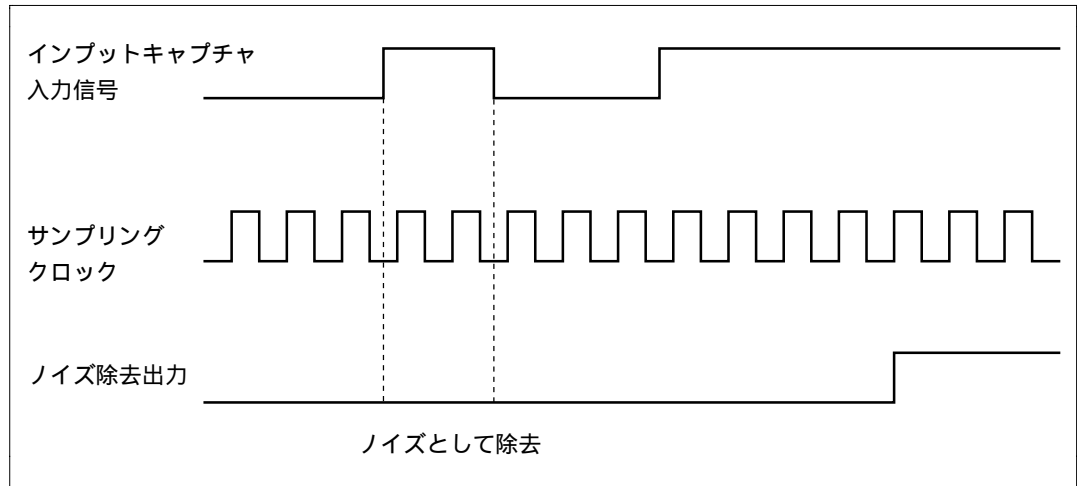 インプットキャプチャ
入力信号
サンプリング
クロック
ノイズ除去出力
ノイズとして除去